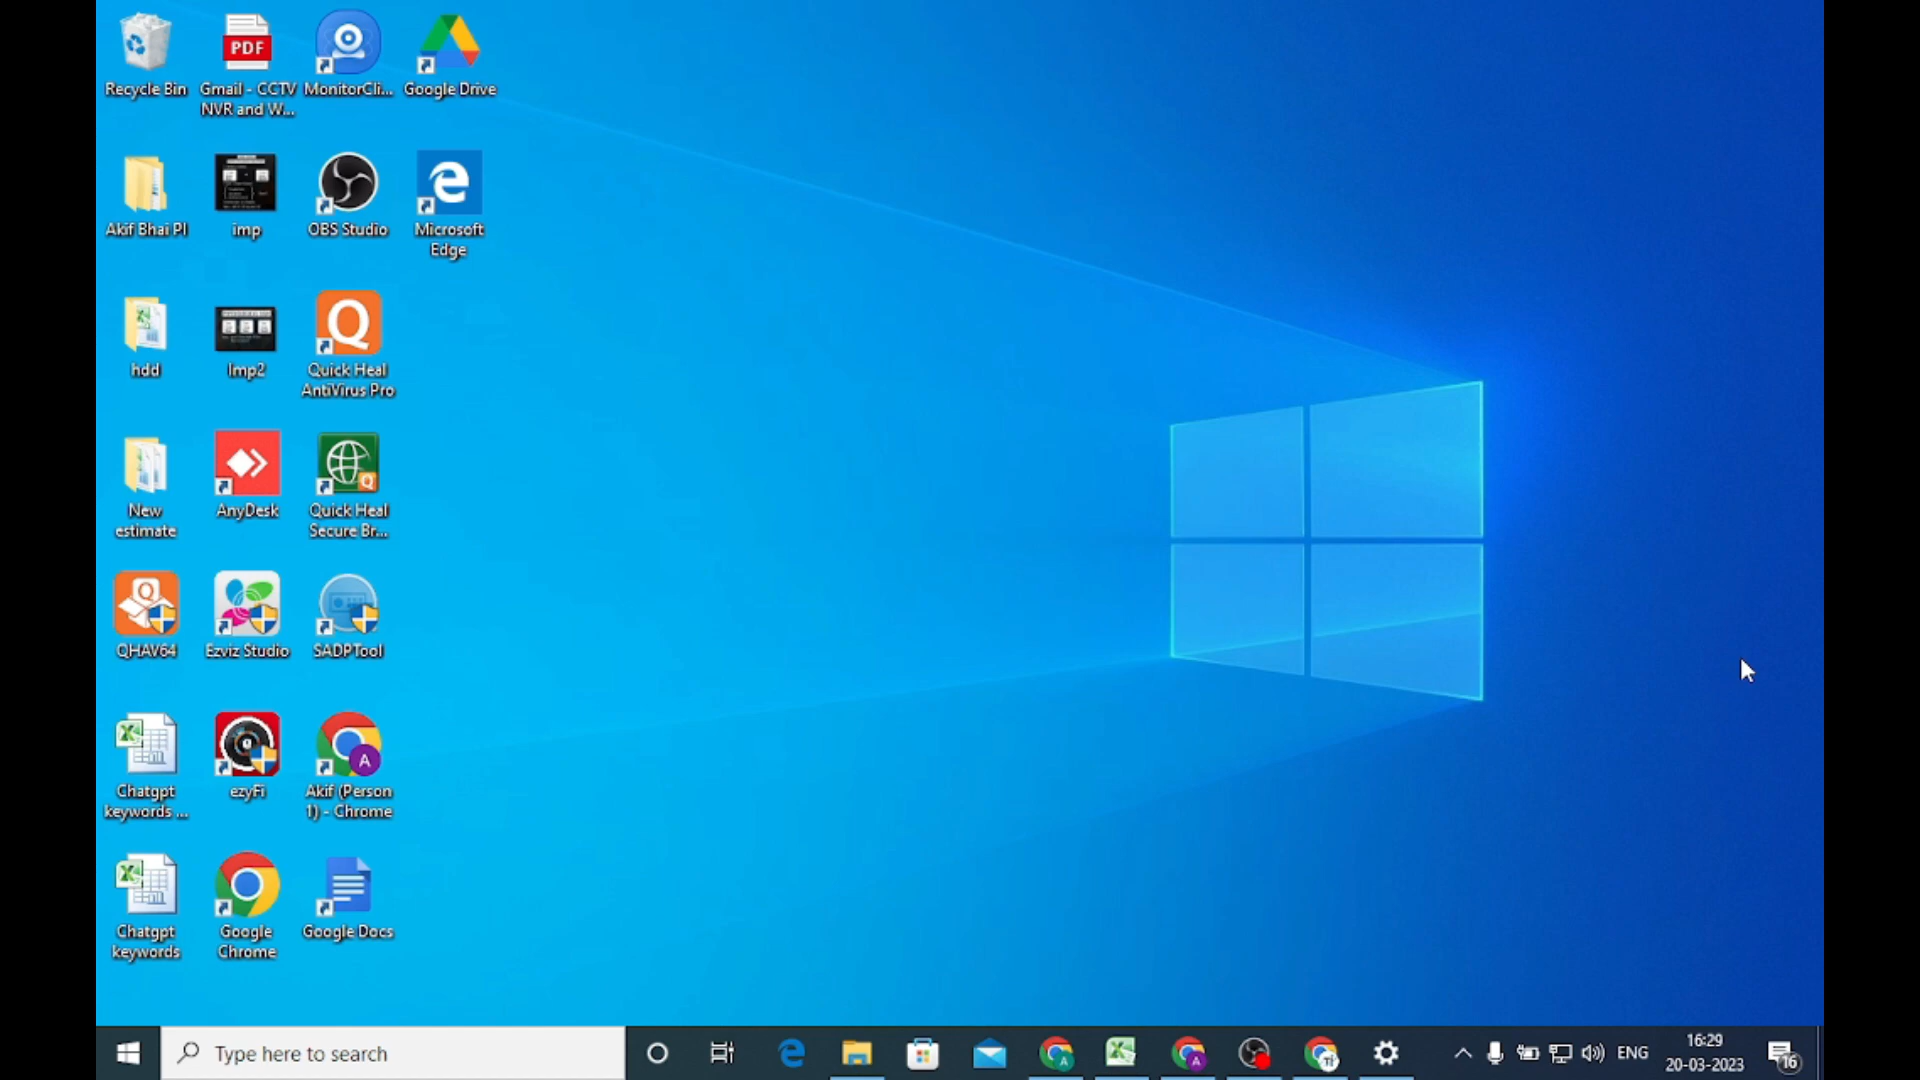 Recycle Bin
PDF
Gmail - CCTV
NVR and W...
MonitorCli...
Google Drive
Akif Bhai PI
imp
OBS Studio
Microsoft
Edge
hdd
Imp2
Q
Quick Heal
AntiVirus Pro
New
estimate
AnyDesk
Q
Quick Heal
Secure Br...
Q
QHAV64
Ezviz Studio
SADPTool
Chatgpt
keywords ...
ezyFi
A
Akif (Person
1) - Chrome
Chatgpt
keywords
Google
Chrome
Google Docs
Type here to search
A
A
ENG
16:29
20-03-2023
16